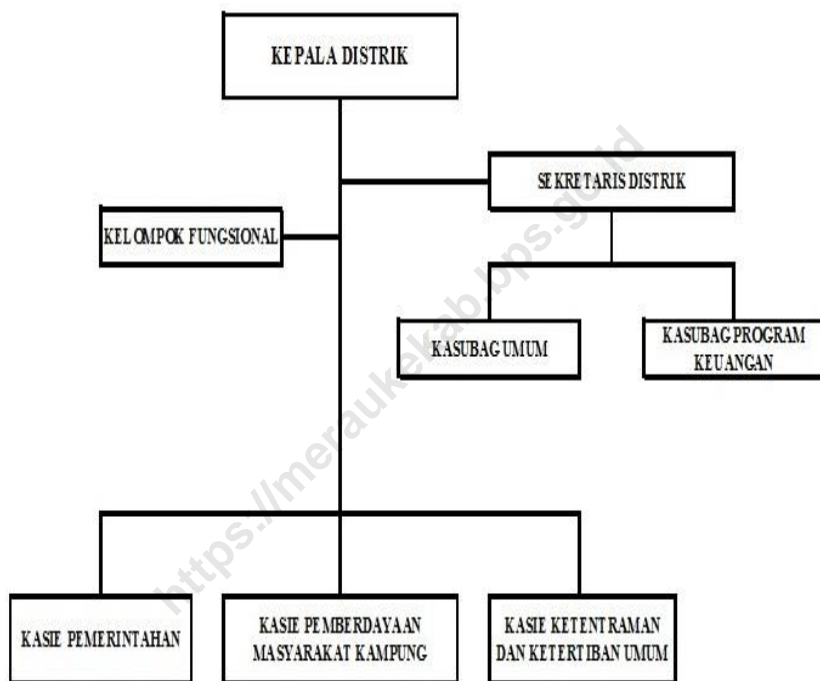 KEPALA DISTRIK
SEKRETARIS DISTRIK
KELOMPOK FUNGSIONAL
KASUBAG UMUM
KASUBAG PROGRAM
KEUANGAN
KASIE PEMERINTAHAN
KASIE PEMBERDAYAAN
MASYARAKAT KAMPUNG
KASIE KETENTRAMAN
DAN KETERTIBAN UMUM
https://meraukekab.bps.go.id